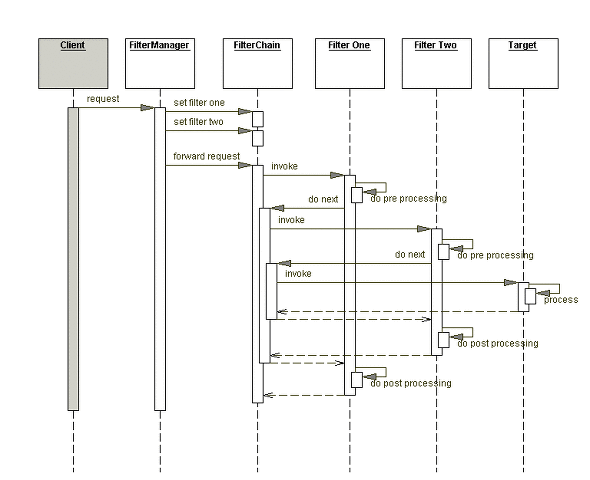 Client
FilterManager
FilterChain
Filter One
Filter Two
Target
request
set filter one
set filter two
forward request
invoke
do pre processing
do next
invoke
do pre processing
do next
invoke
process
do post processing
do post processing